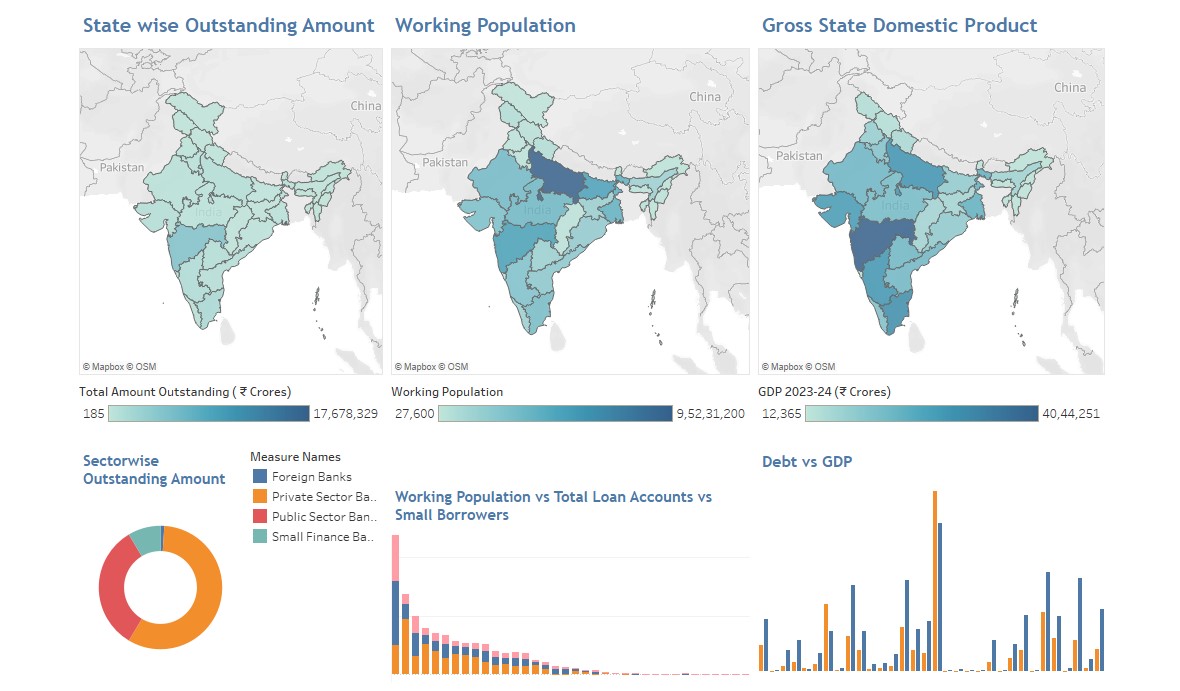 State wise Outstanding Amount
Working Population
Gross State Domestic Product
China
Pakistan
India
© Mapbox © OSM
China
Pakistan
India
© Mapbox © OSM
China
Pakistan
India
© Mapbox © OSM
Total Amount Outstanding ( ₹ Crores)
185
17,678,329
Working Population
27,600
9,52,31,200
GDP 2023-24 (₹ Crores)
12,365
40,44,251
Sectorwise
Outstanding Amount
Measure Names
Foreign Banks
Private Sector Ba..
Public Sector Ban..
Small Finance Ba..
Working Population vs Total Loan Accounts vs
Small Borrowers
Debt vs GDP